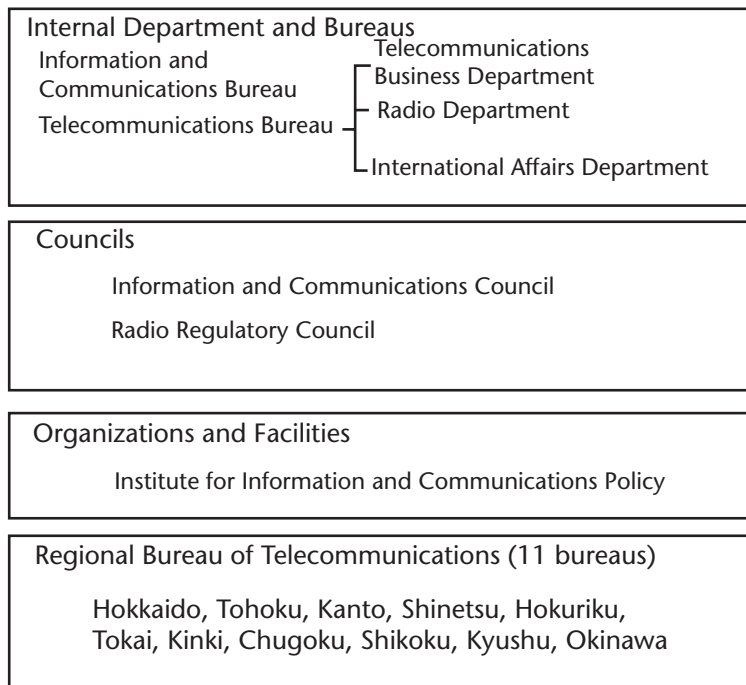 Internal Department and Bureaus
Information and
Communications Bureau
Telecommunications Bureau
Telecommunications
Business Department
Radio Department
International Affairs Department
Councils
Information and Communications Council
Radio Regulatory Council
Organizations and Facilities
Institute for Information and Communications Policy
Regional Bureau of Telecommunications (11 bureaus)
Hokkaido, Tohoku, Kanto, Shinetsu, Hokuriku,
Tokai, Kinki, Chugoku, Shikoku, Kyushu, Okinawa